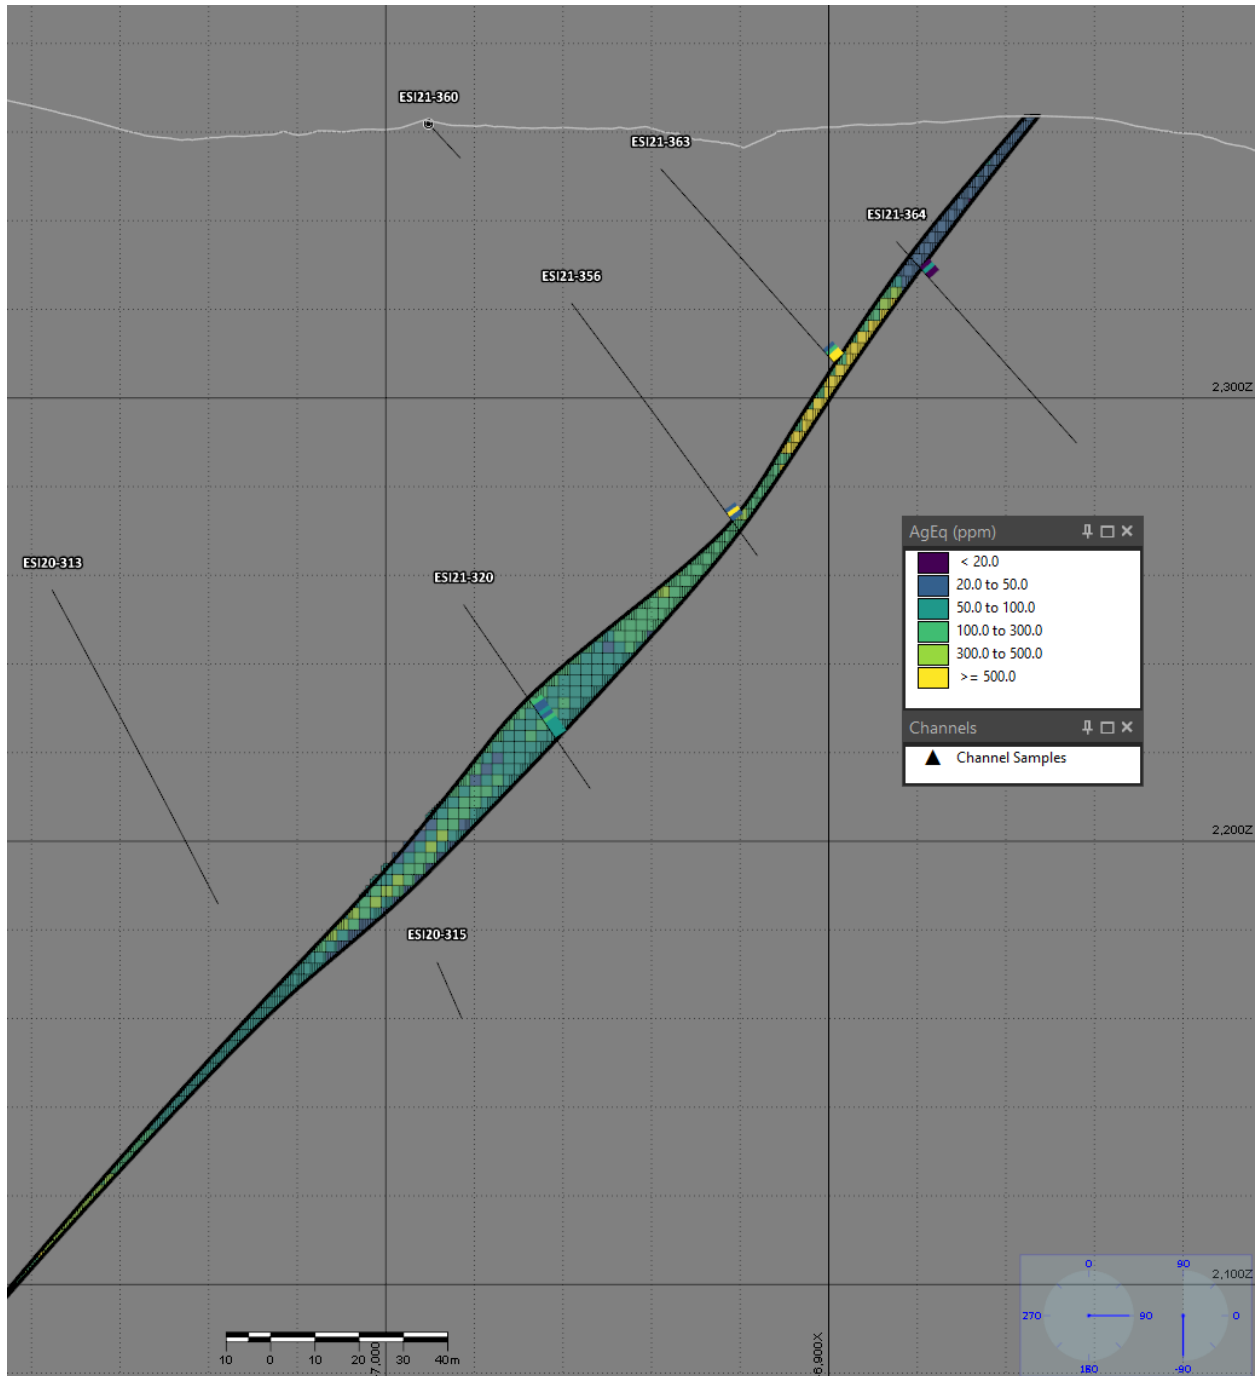 ESI21-360
ESI21-363
ESI21-364
ESI21-356
2,300Z
AgEq (ppm)
< 20.0
20.0 to 50.0
50.0 to 100.0
100.0 to 300.0
300.0 to 500.0
>= 500.0
Channels
Channel Samples
ESI20-313
ESI21-320
2,200Z
ESI20-315
2,100Z
0
90
270
90
0
180
-90
10 0 10 20 30 40m
-7,000
-6,900X